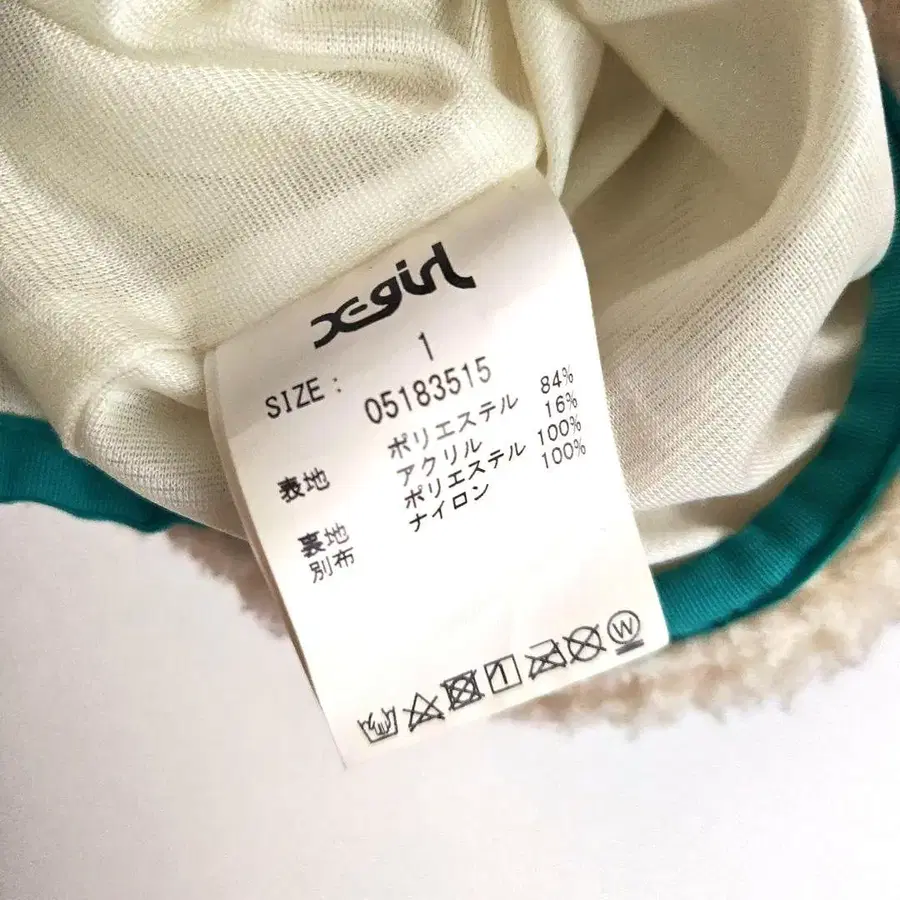 X-girl
SIZE : 1
05183515
表地 ポリエステル 84%
アクリル 16%
裏地 ポリエステル 100%
別布 ナイロン 100%
W